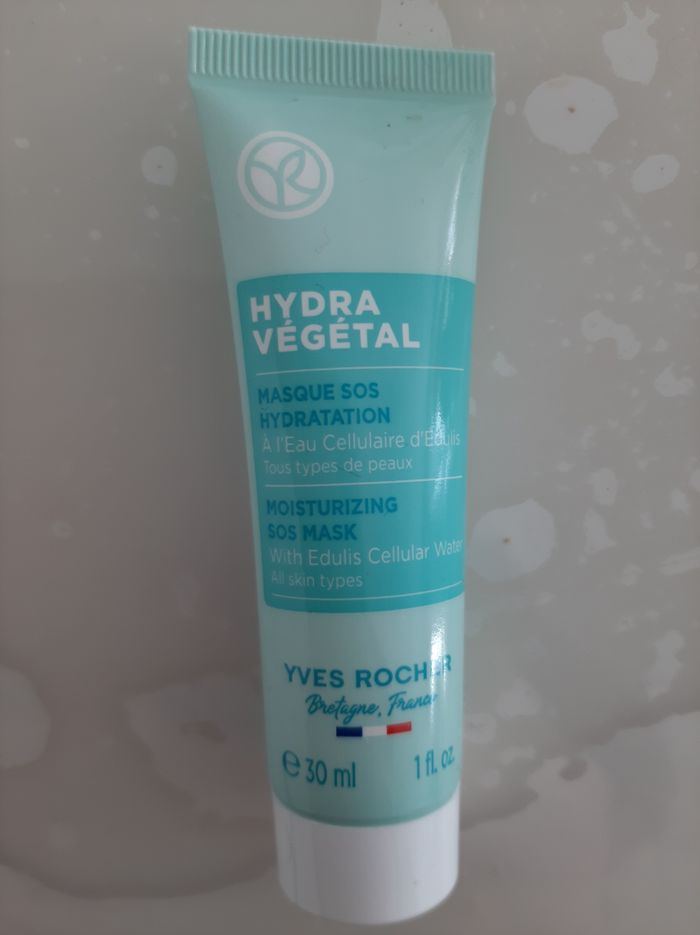 HYDRA
VÉGÉTAL
MASQUE SOS
HYDRATATION
À l'Eau Cellulaire d'Edulis
Tous types de peaux
MOISTURIZING
SOS MASK
With Edulis Cellular Water
All skin types
YVES ROCHER
Bretagne, France
℮ 30 ml 1 fl. oz.